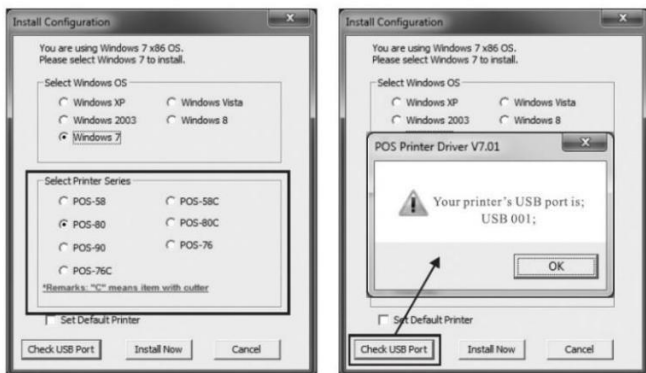 Install Configuration
You are using Windows 7 x86 OS.
Please select Windows 7 to install.
Select Windows OS
Windows XP
Windows Vista
Windows 2003
Windows 8
Windows 7
Select Printer Series
POS-58
POS-58C
POS-80
POS-80C
POS-90
POS-76
POS-76C
*Remarks: "C" means item with cutter
Set Default Printer
Check USB Port
Install Now
Cancel
Install Configuration
You are using Windows 7 x86 OS.
Please select Windows 7 to install.
Select Windows OS
Windows XP
Windows Vista
Windows 2003
Windows 8
POS Printer Driver V7.01
Your printer's USB port is;
USB 001;
OK
Set Default Printer
Check USB Port
Install Now
Cancel